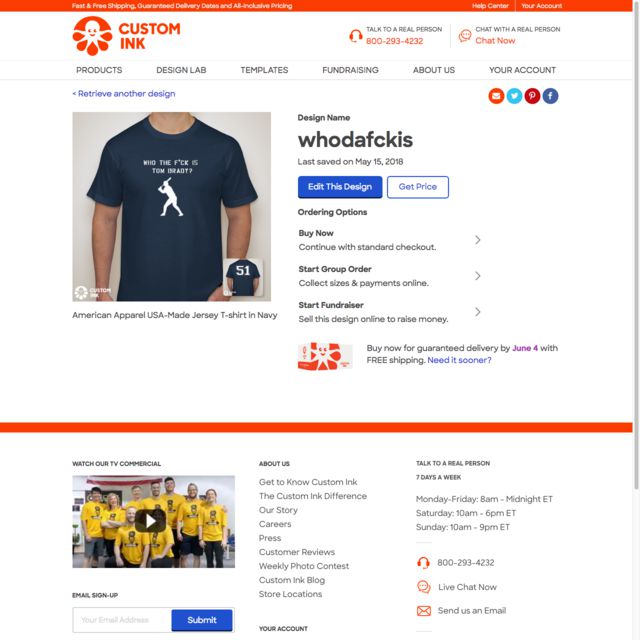 Fast & Free Shipping, Guaranteed Delivery Dates and All-Inclusive Pricing
Help Center
Your Account
CUSTOM
INK
TALK TO A REAL PERSON
800-293-4232
CHAT WITH A REAL PERSON
Chat Now
PRODUCTS
DESIGN LAB
TEMPLATES
FUNDRAISING
ABOUT US
YOUR ACCOUNT
< Retrieve another design
WHO THE F*CK IS
TOM BRADY?
51
CUSTOM
INK
American Apparel USA-Made Jersey T-shirt in Navy
Design Name
whodafckis
Last saved on May 15, 2018
Edit This Design
Get Price
Ordering Options
Buy Now
Continue with standard checkout.
Start Group Order
Collect sizes & payments online.
Start Fundraiser
Sell this design online to raise money.
Buy now for guaranteed delivery by June 4 with
FREE shipping. Need it sooner?
WATCH OUR TV COMMERCIAL
EMAIL SIGN-UP
Your Email Address
Submit
ABOUT US
Get to Know Custom Ink
The Custom Ink Difference
Our Story
Careers
Press
Customer Reviews
Weekly Photo Contest
Custom Ink Blog
Store Locations
YOUR ACCOUNT
TALK TO A REAL PERSON
7 DAYS A WEEK
Monday-Friday: 8am - Midnight ET
Saturday: 10am - 6pm ET
Sunday: 10am - 9pm ET
800-293-4232
Live Chat Now
Send us an Email